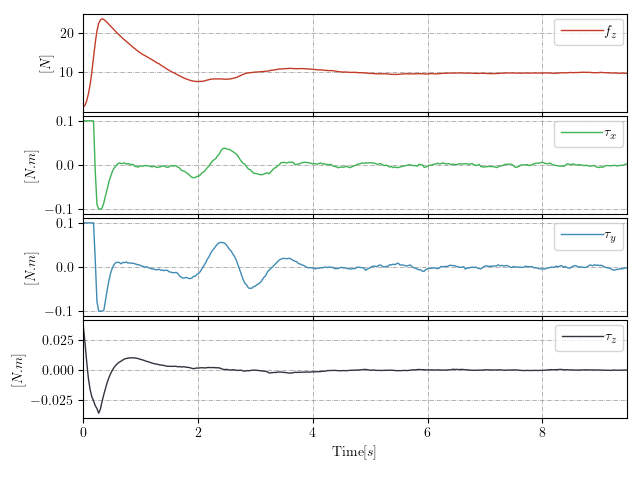 20
10
[N]
f_z
0.1
0.0
−0.1
[N.m]
τ_x
0.1
0.0
−0.1
[N.m]
τ_y
0.025
0.000
−0.025
[N.m]
τ_z
0 2 4 6 8
Time[s]